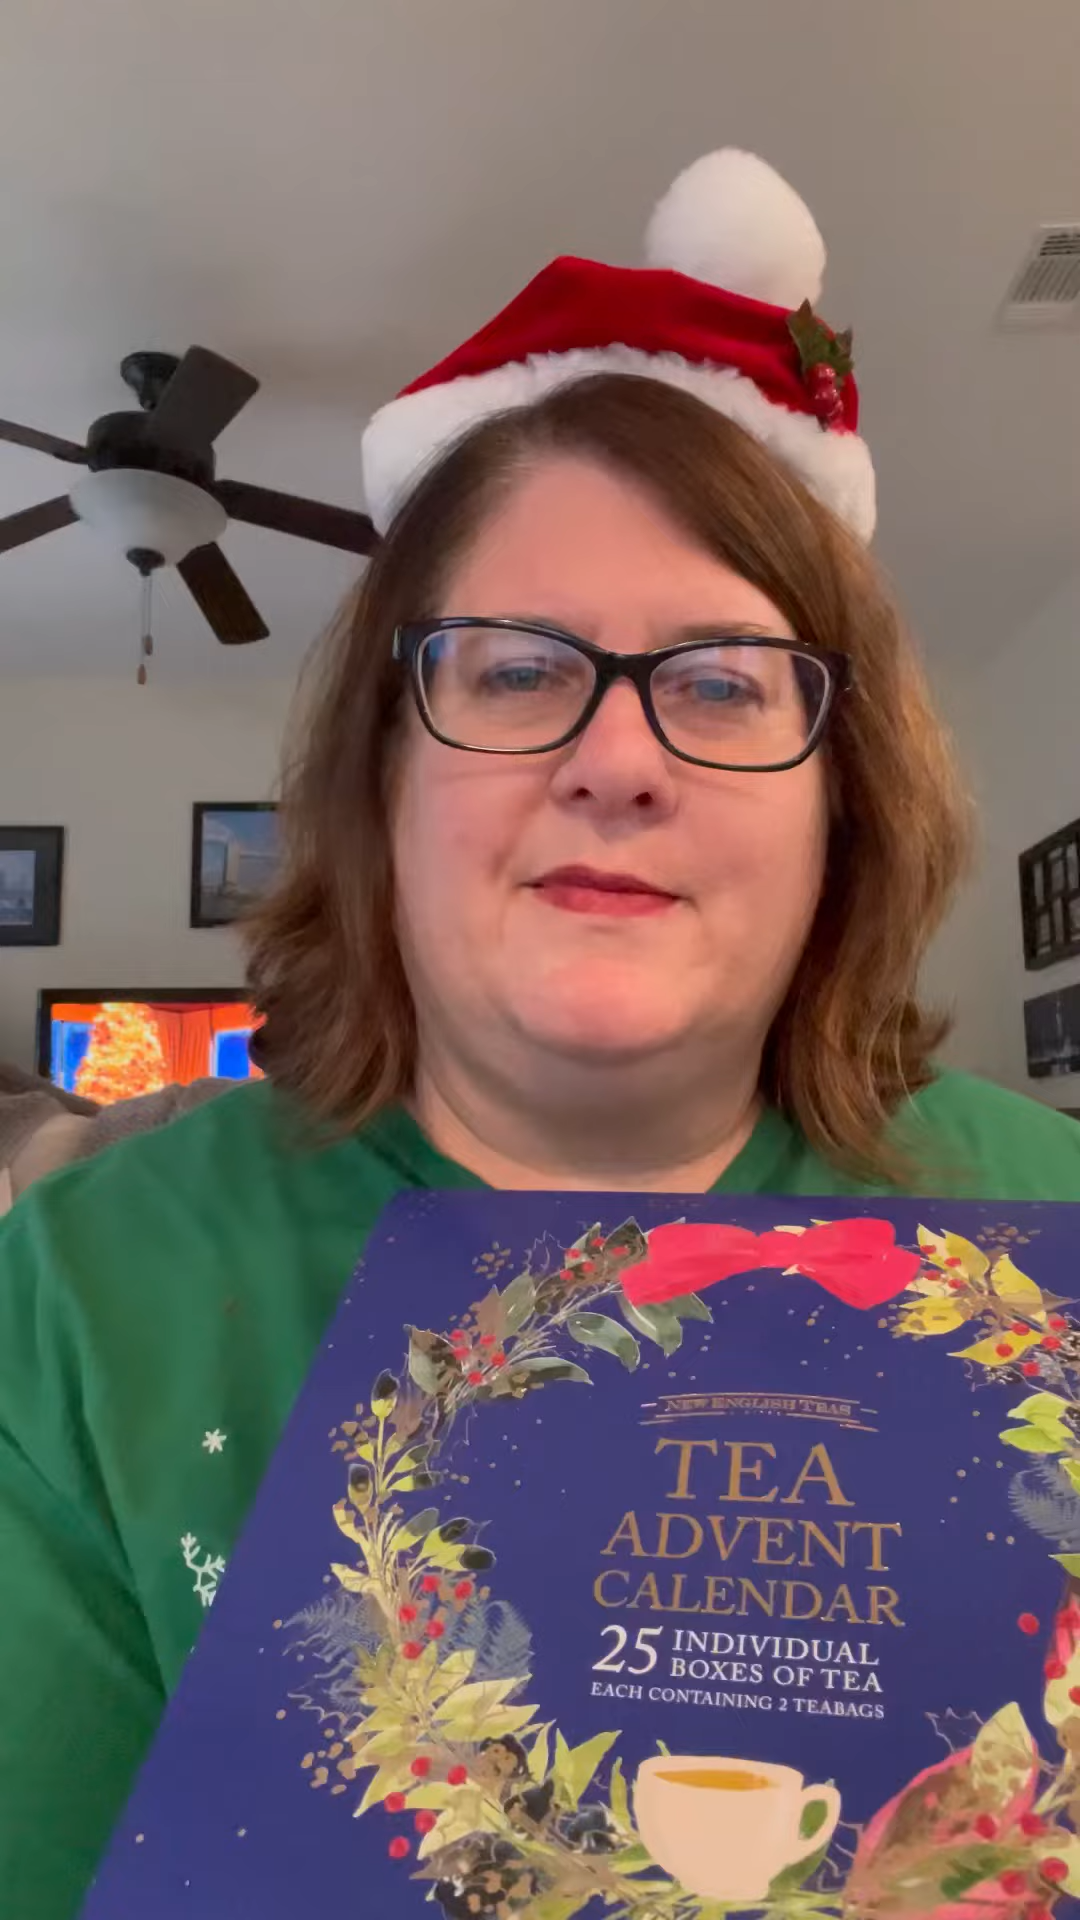 NEW ENGLISH TEAS
TEA
ADVENT
CALENDAR
25 INDIVIDUAL
BOXES OF TEA
EACH CONTAINING 2 TEABAGS